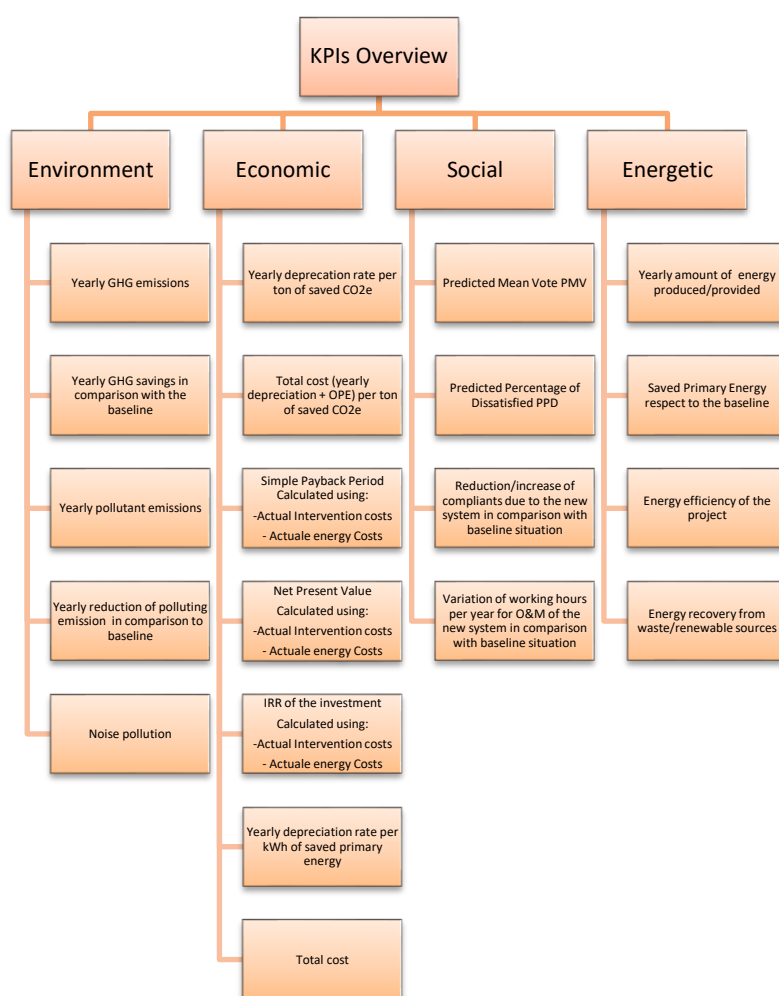 KPIs Overview
Environment
Economic
Social
Energetic
Yearly GHG emissions
Yearly GHG savings in
comparison with the
baseline
Yearly pollutant emissions
Yearly reduction of polluting
emission in comparison to
baseline
Noise pollution
Yearly deprecation rate per
ton of saved CO2e
Total cost (yearly
depreciation + OPE) per ton
of saved CO2e
Simple Payback Period
Calculated using:
-Actual Intervention costs
- Actuale energy Costs
Net Present Value
Calculated using:
-Actual Intervention costs
- Actuale energy Costs
IRR of the investment
Calculated using:
-Actual Intervention costs
- Actuale energy Costs
Yearly depreciation rate per
kWh of saved primary
energy
Total cost
Predicted Mean Vote PMV
Predicted Percentage of
Dissatisfied PPD
Reduction/increase of
compliants due to the new
system in comparison with
baseline situation
Variation of working hours
per year for O&M of the
new system in comparison
with baseline situation
Yearly amount of energy
produced/provided
Saved Primary Energy
respect to the baseline
Energy efficiency of the
project
Energy recovery from
waste/renewable sources